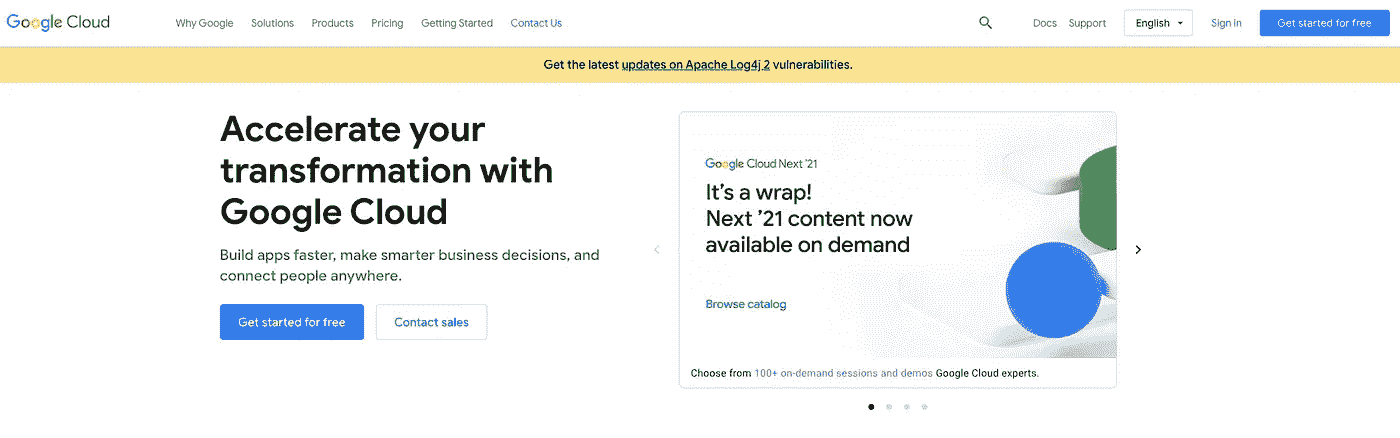 Google Cloud Why Google Solutions Products Pricing Getting Started Contact Us Docs Support English Sign in Get started for free
Get the latest updates on Apache Log4j 2 vulnerabilities.
Accelerate your
transformation with
Google Cloud
Build apps faster, make smarter business decisions, and
connect people anywhere.
Get started for free Contact sales
Google Cloud Next ’21
It’s a wrap!
Next ’21 content now
available on demand
Browse catalog
Choose from 100+ on-demand sessions and demos Google Cloud experts.